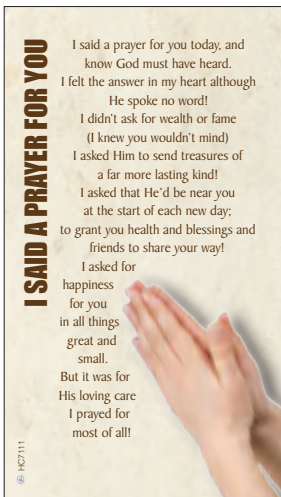 I SAID A PRAYER FOR YOU
I said a prayer for you today, and
know God must have heard.
I felt the answer in my heart although
He spoke no word!
I didn't ask for wealth or fame
(I knew you wouldn't mind)
I asked Him to send treasures of
a far more lasting kind!
I asked that He'd be near you
at the start of each new day;
to grant you health and blessings and
friends to share your way!
I asked for
happiness
for you
in all things
great and
small.
But it was for
His loving care
I prayed for
most of all!
HC7111